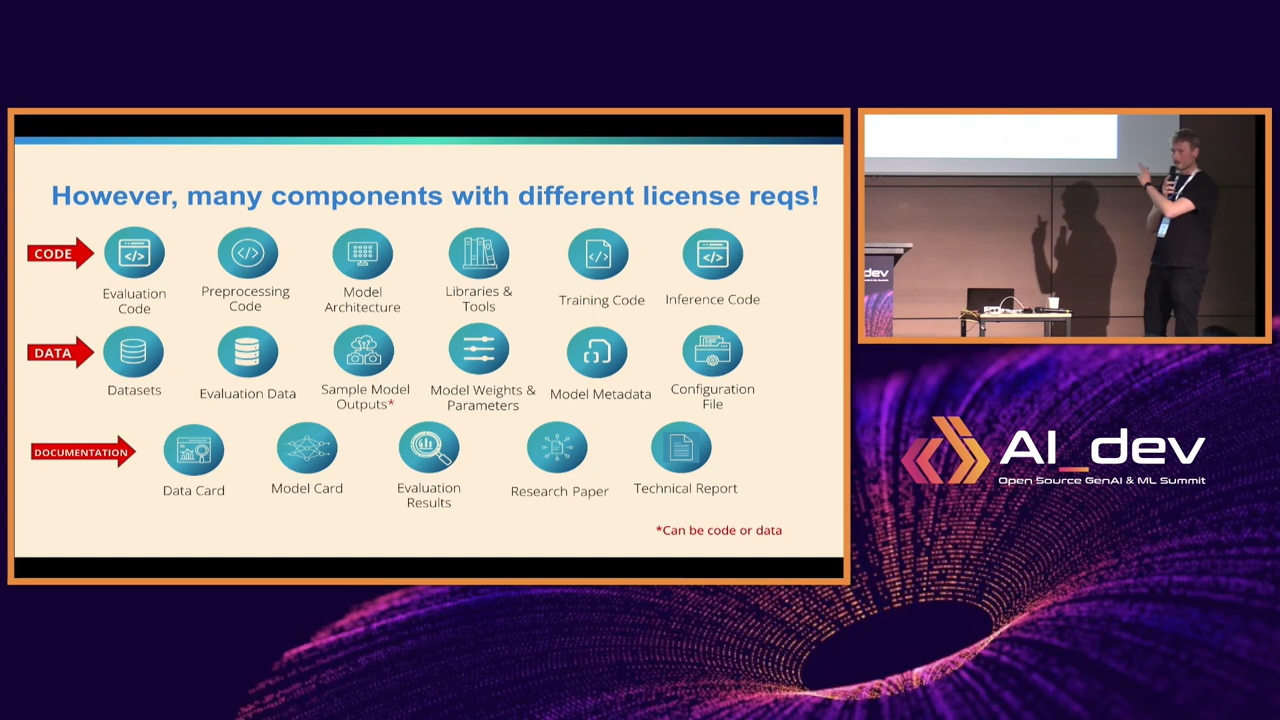 However, many components with different license reqs!
CODE
Evaluation
Code
Preprocessing
Code
Model
Architecture
Libraries &
Tools
Training Code
Inference Code
DATA
Datasets
Evaluation Data
Sample Model
Outputs*
Model Weights &
Parameters
Model Metadata
Configuration
File
DOCUMENTATION
Data Card
Model Card
Evaluation
Results
Research Paper
Technical Report
*Can be code or data
dev
AI_dev
Open Source GenAI & ML Summit